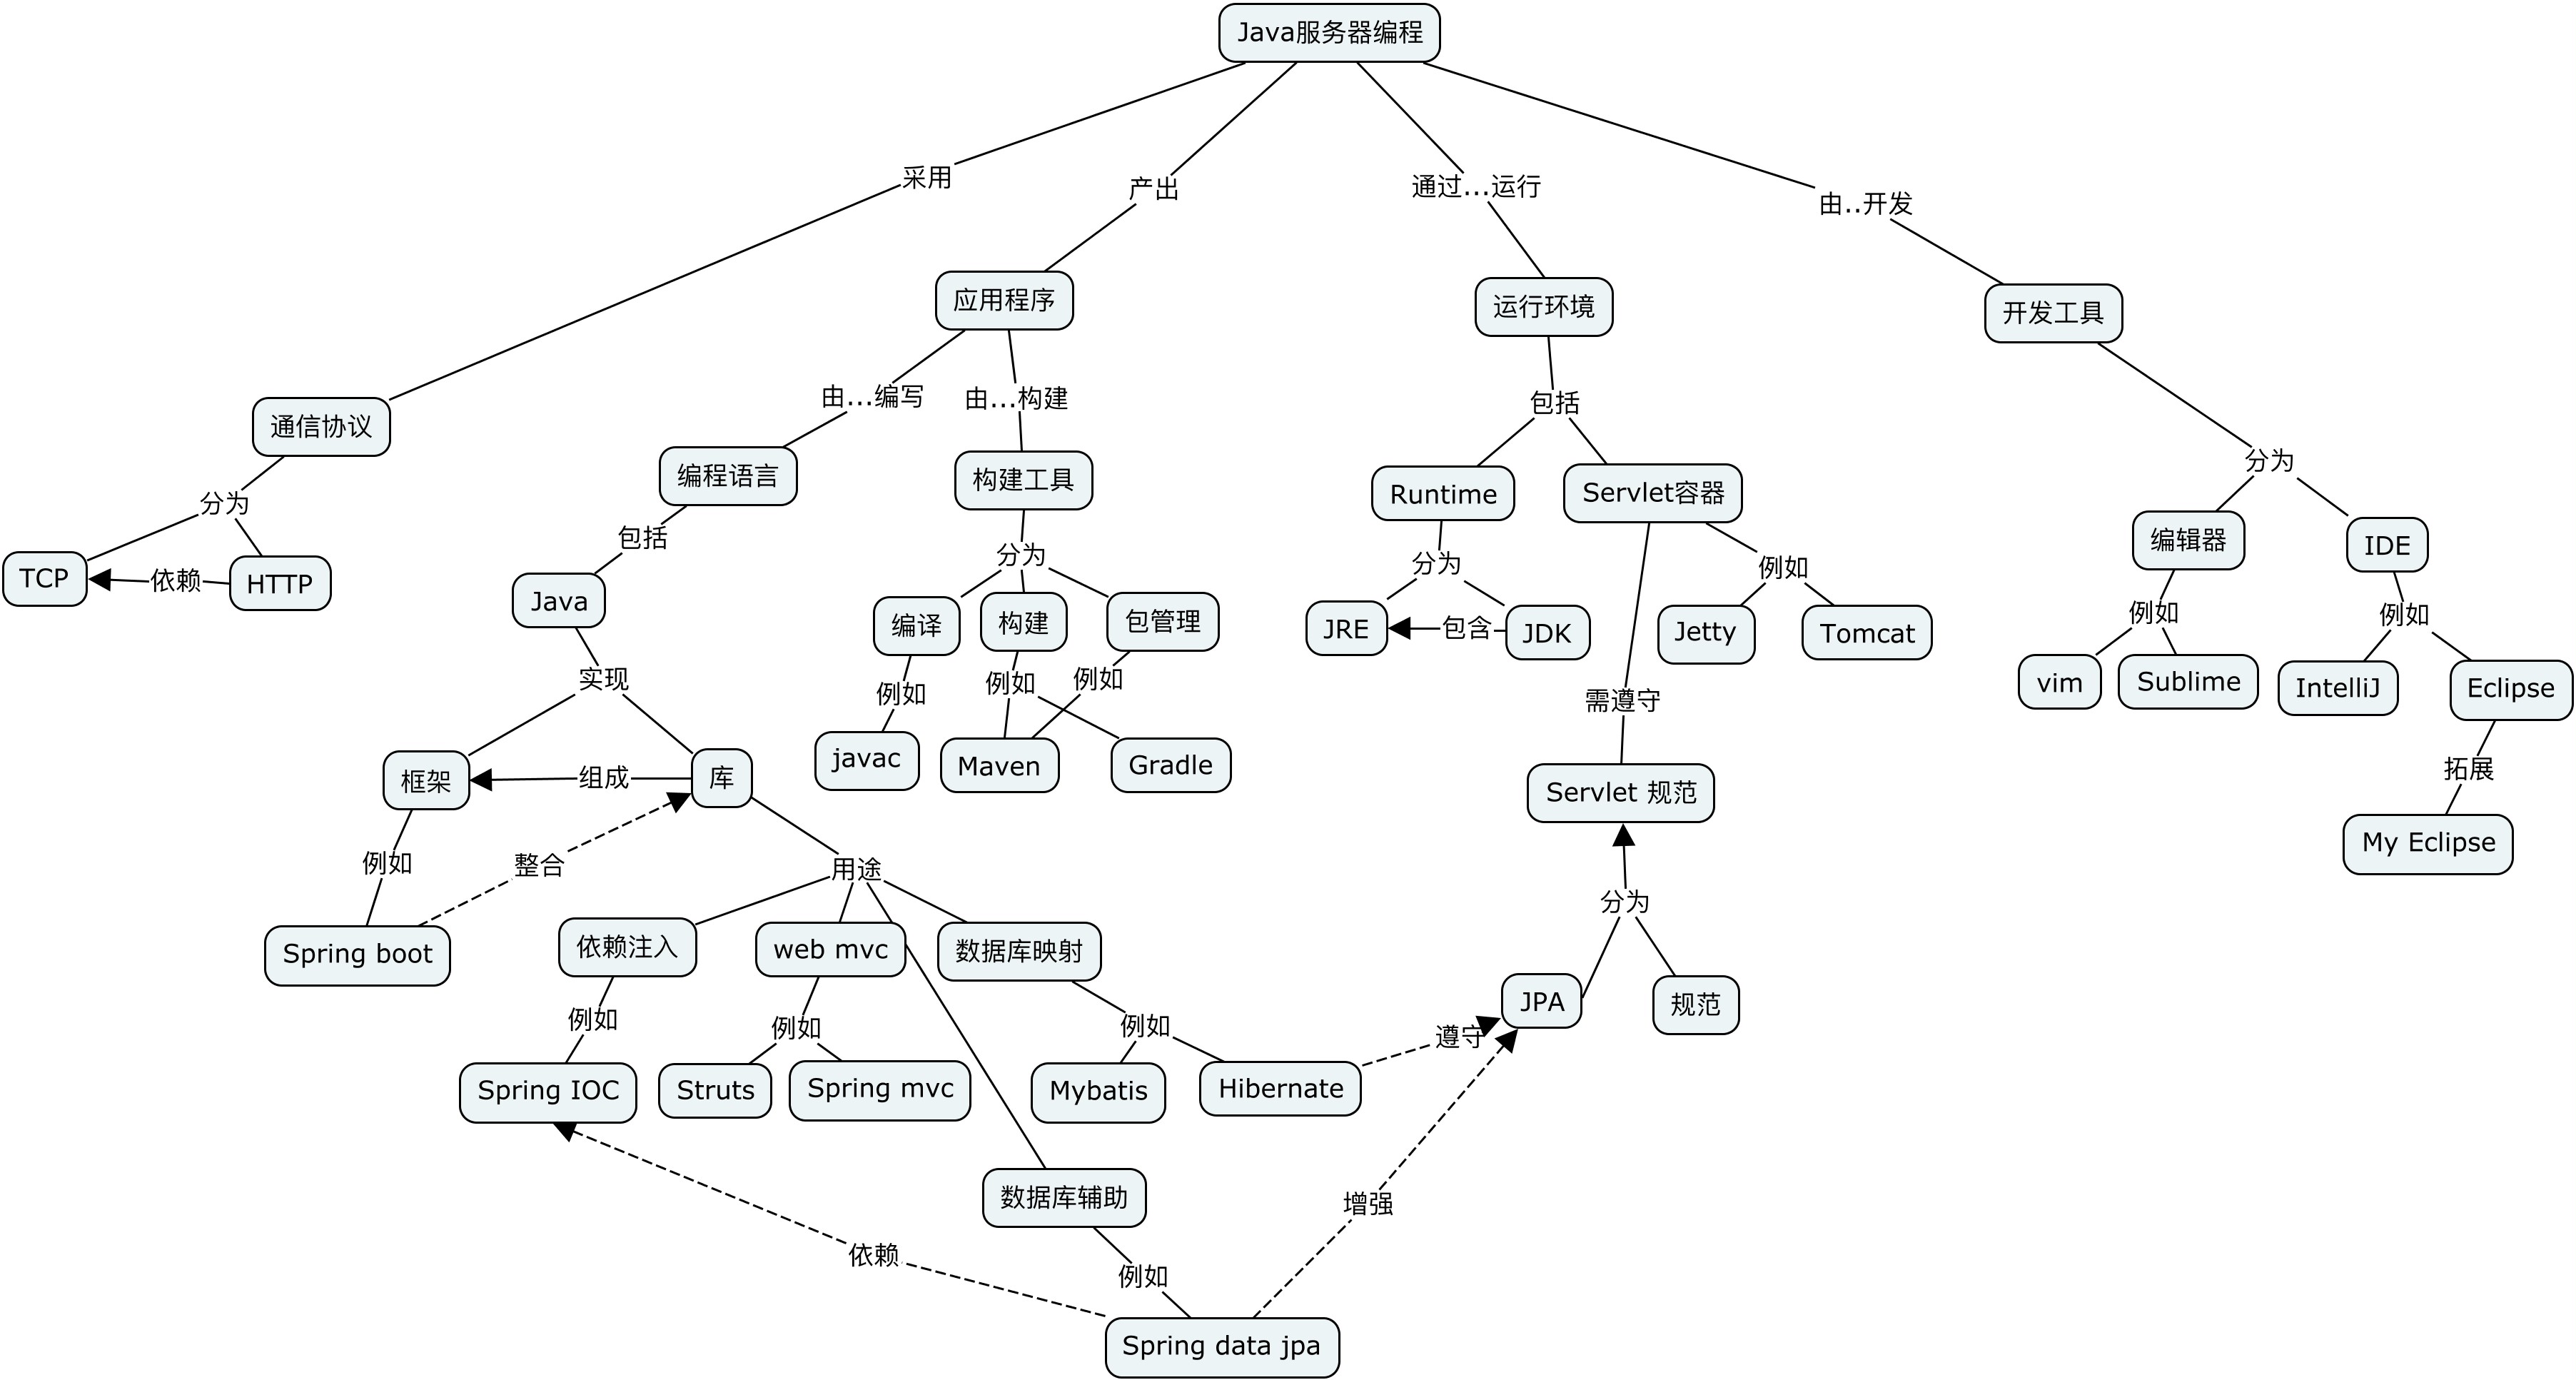 Java服务器编程
采用
产出
通过...运行
由..开发
应用程序
运行环境
开发工具
由...编写
由...构建
包括
通信协议
分为
编程语言
构建工具
Runtime
Servlet容器
分为
包括
分为
分为
例如
编辑器
IDE
TCP
依赖
HTTP
Java
编译
构建
包管理
JRE
包含
JDK
Jetty
Tomcat
例如
例如
实现
例如
例如
例如
需遵守
vim
Sublime
IntelliJ
Eclipse
框架
组成
库
javac
Maven
Gradle
Servlet 规范
拓展
例如
整合
用途
分为
My Eclipse
Spring boot
依赖注入
web mvc
数据库映射
JPA
规范
例如
例如
例如
遵守
Spring IOC
Struts
Spring mvc
Mybatis
Hibernate
数据库辅助
增强
依赖
例如
Spring data jpa